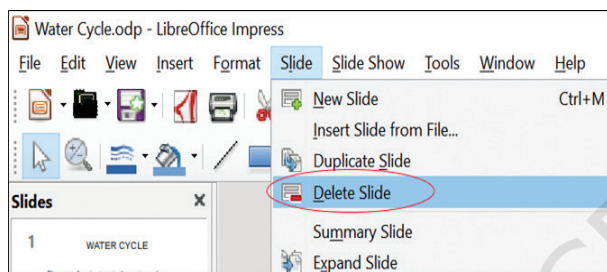 Water Cycle.odp - LibreOffice Impress
File Edit View Insert Format Slide Slide Show Tools Window Help
New Slide Ctrl+M
Insert Slide from File...
Duplicate Slide
Delete Slide
Summary Slide
Expand Slide
Slides X
1 WATER CYCLE